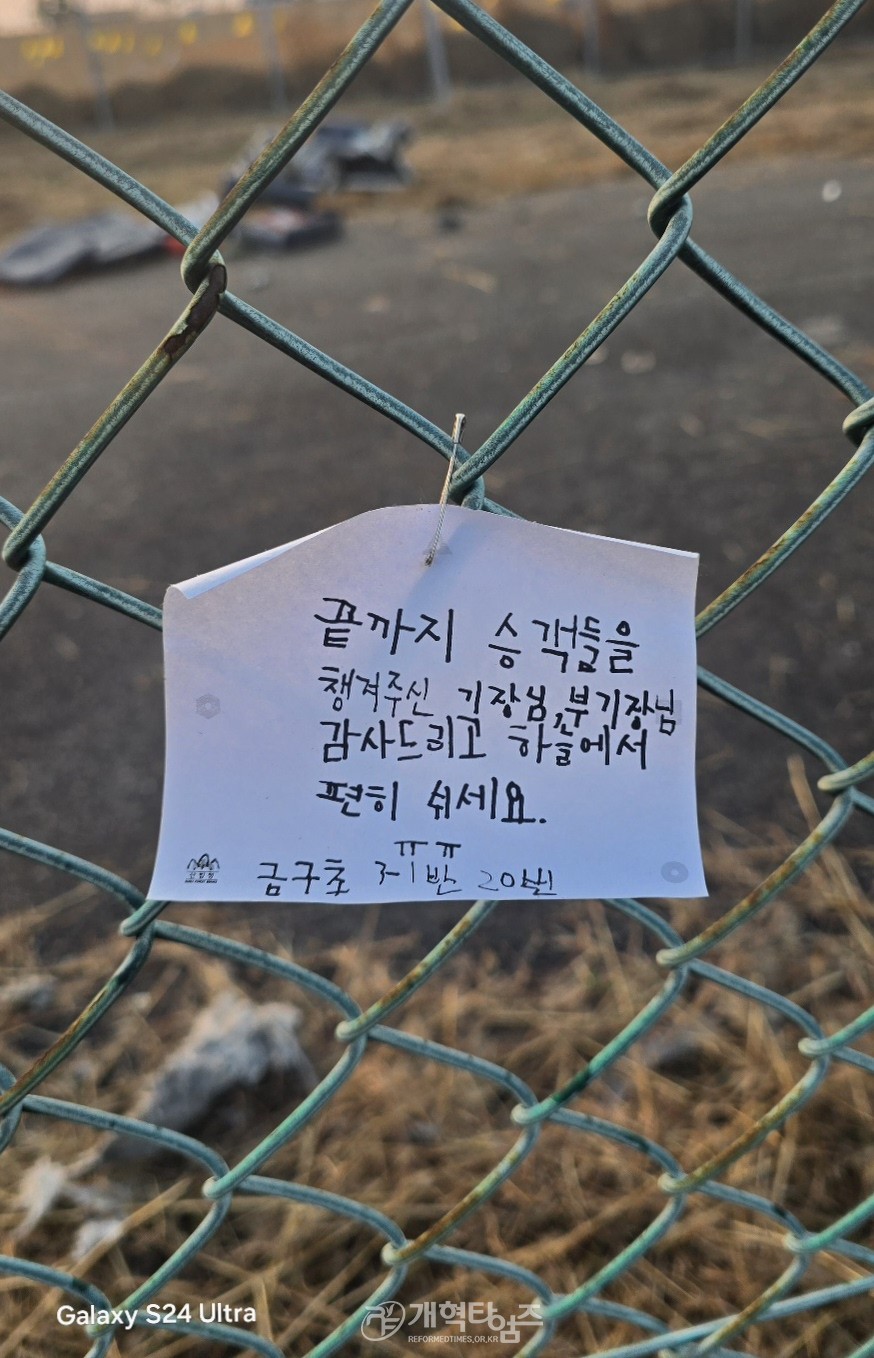 끝까지 승객들을
챙겨주신 기장님, 부기장님
감사드리고 하늘에서
편히 쉬세요.
ㅠㅠ
금구초 3-1반 20빈
Galaxy S24 Ultra
개혁타임즈
REFORMEDTIMES.OR.KR